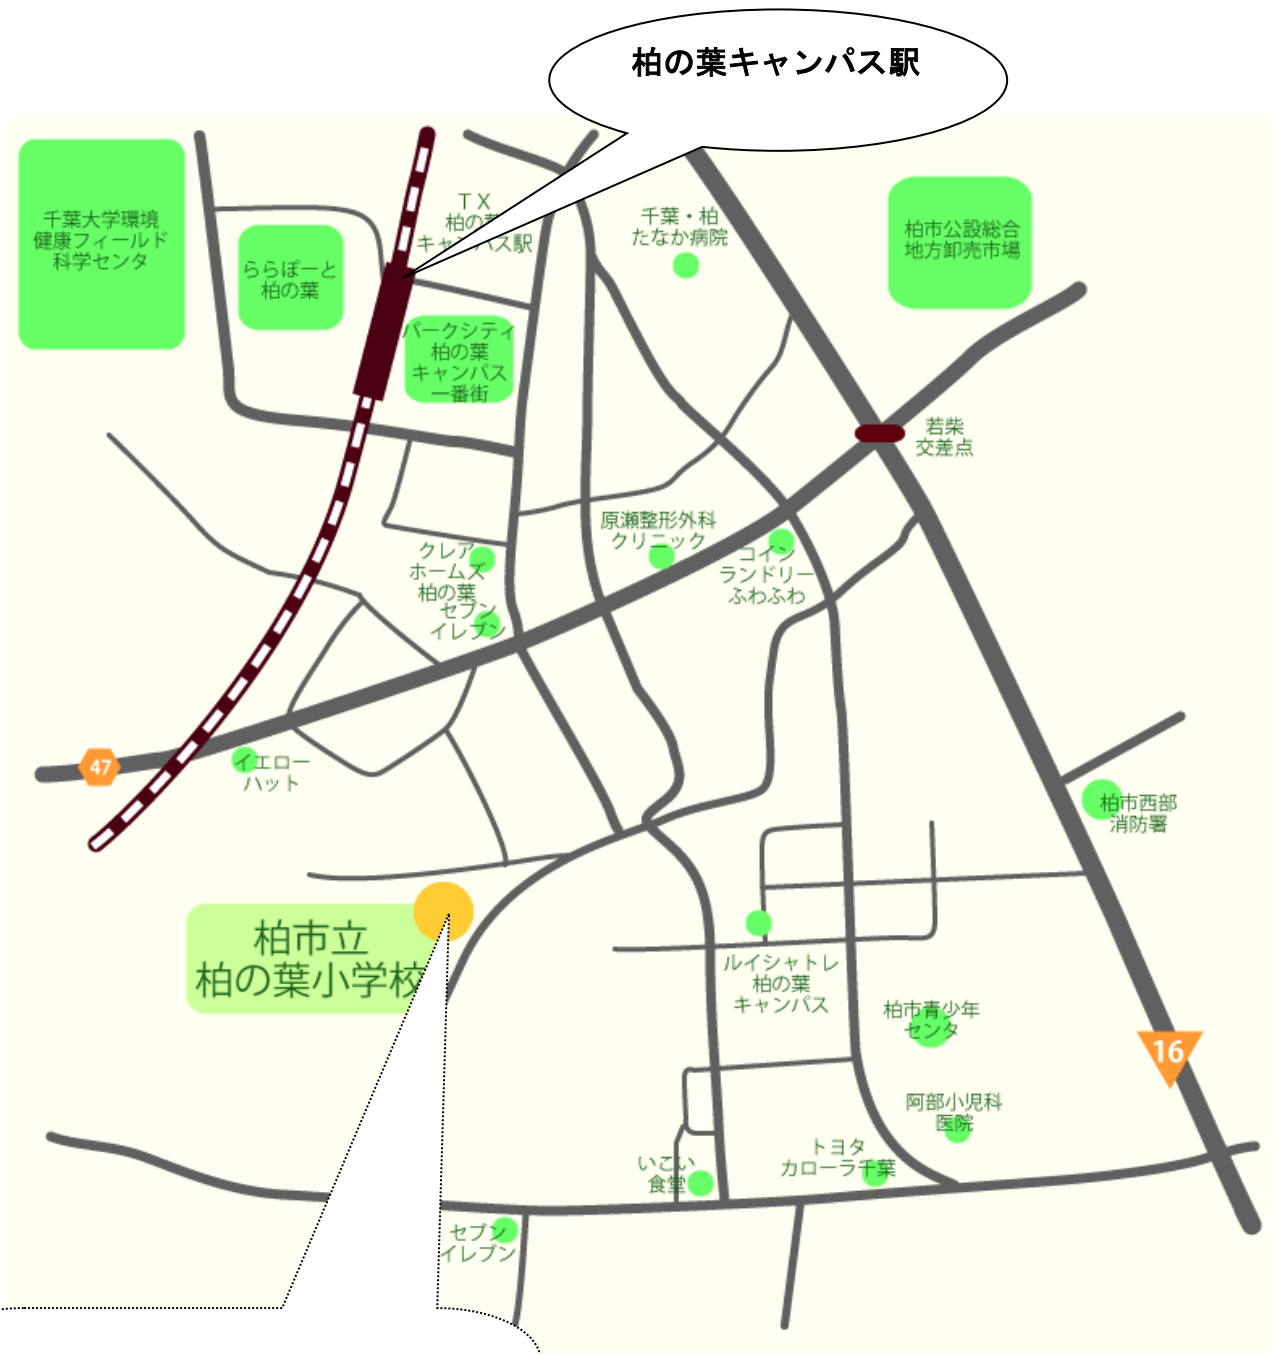 柏の葉キャンパス駅
千葉大学環境
健康フィールド
科学センタ
ららぽーと
柏の葉
ＴＸ
柏の葉
キャンパス駅
パークシティ
柏の葉
キャンパス
一番街
千葉・柏
たなか病院
柏市公設総合
地方卸売市場
若柴
交差点
原瀬整形外科
クリニック
コイン
ランドリー
ふわふわ
クレア
ホームズ
柏の葉
セブン
イレブン
47
イエロー
ハット
柏市西部
消防署
柏市立
柏の葉小学校
ルイシャトレ
柏の葉
キャンパス
柏市青少年
センタ
16
阿部小児科
医院
トヨタ
カローラ千葉
いこい
食堂
セブン
イレブン